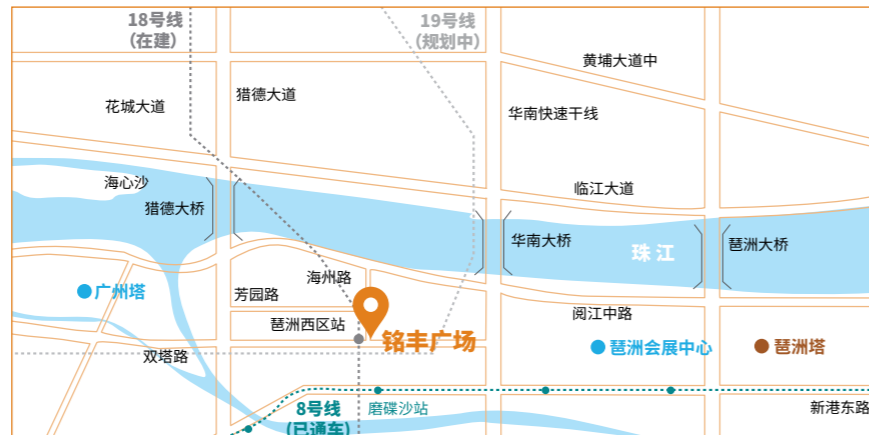 18号线
(在建)
19号线
(规划中)
黄埔大道中
花城大道
猎德大道
华南快速干线
海心沙
临江大道
猎德大桥
华南大桥
珠江
琶洲大桥
海州路
广州塔
芳园路
阅江中路
琶洲西区站
铭丰广场
琶洲会展中心
琶洲塔
双塔路
8号线
(已通车)
磨碟沙站
新港东路